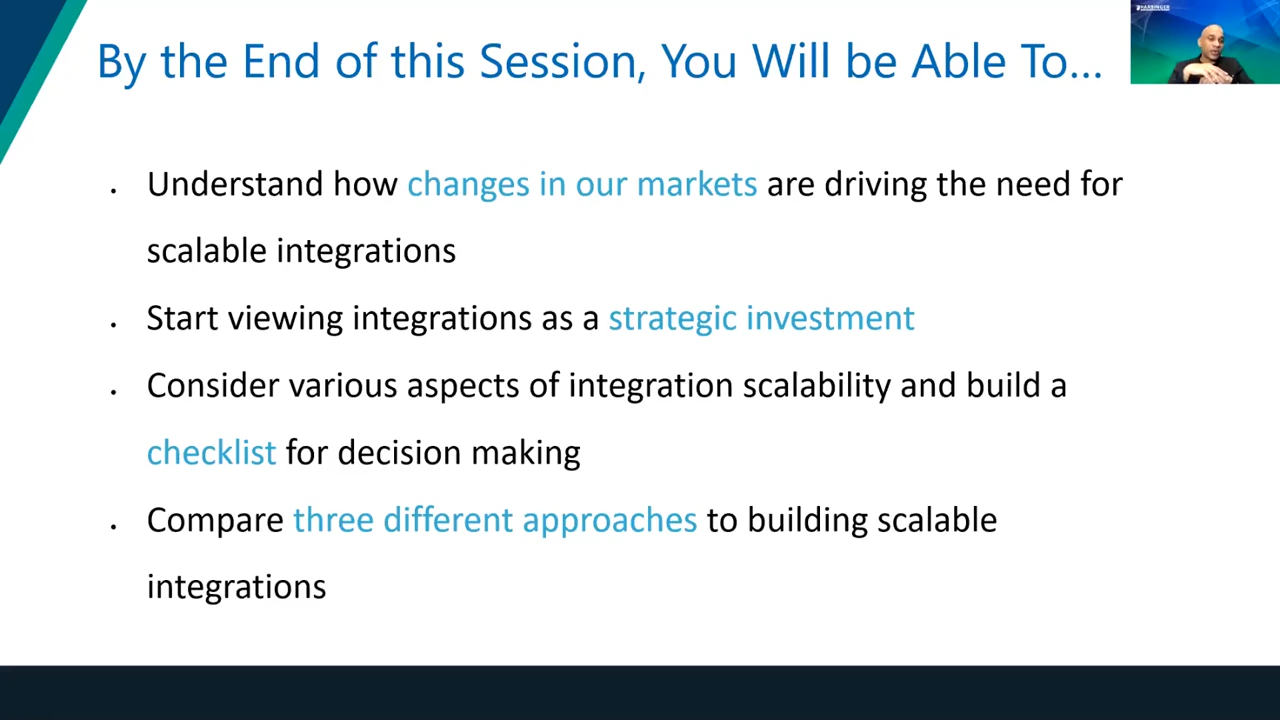 By the End of this Session, You Will be Able To...
HARBINGER
• Understand how changes in our markets are driving the need for
scalable integrations
• Start viewing integrations as a strategic investment
• Consider various aspects of integration scalability and build a
checklist for decision making
• Compare three different approaches to building scalable
integrations